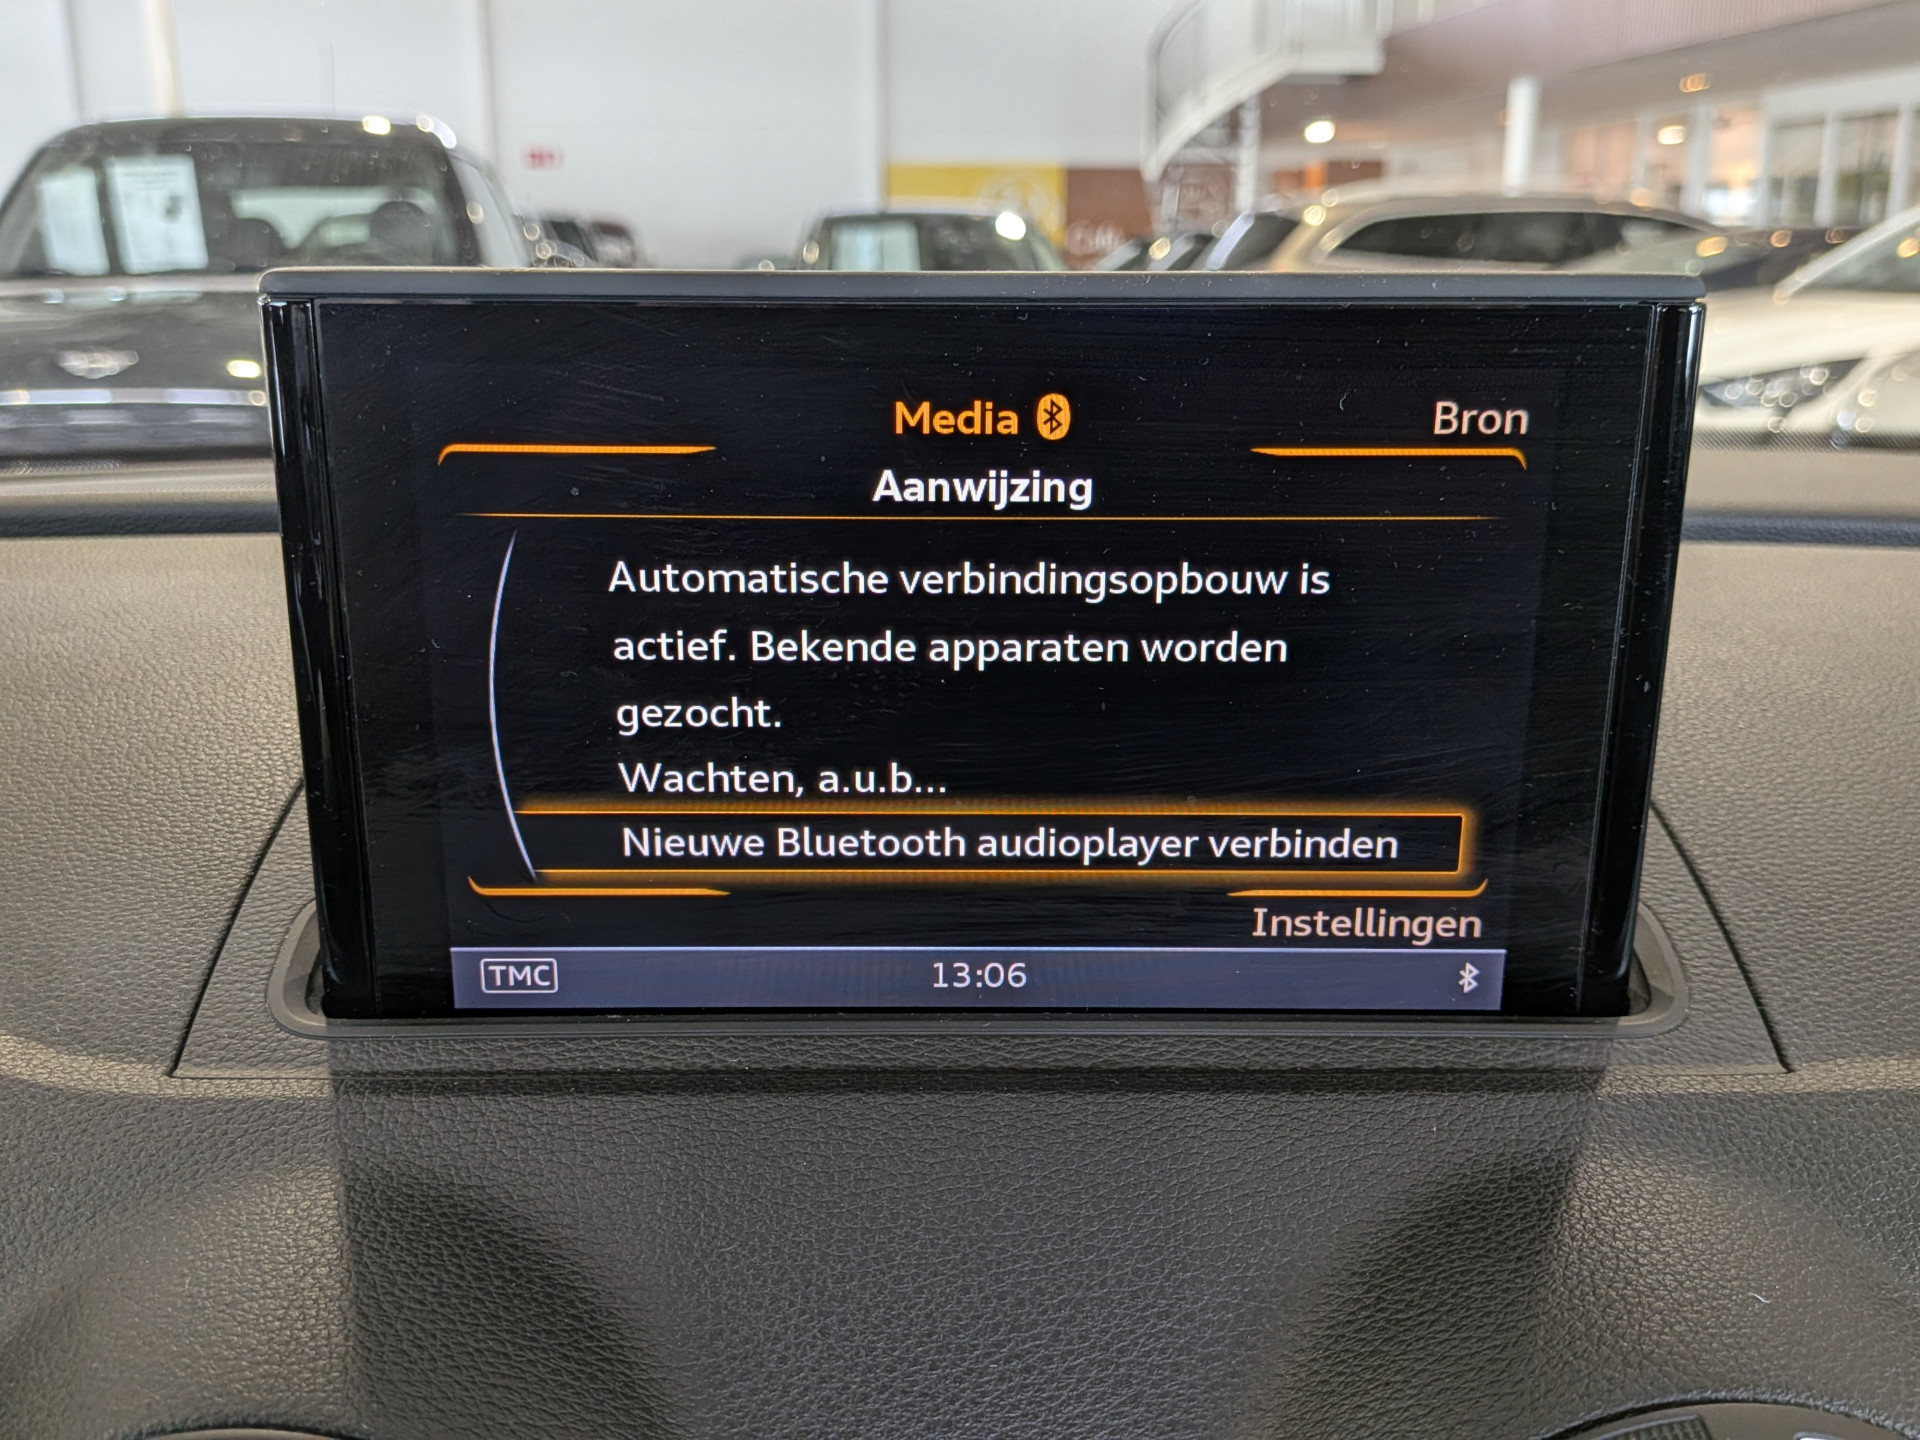 Media
Bron
Aanwijzing
Automatische verbindingsopbouw is
actief. Bekende apparaten worden
gezocht.
Wachten, a.u.b...
Nieuwe Bluetooth audioplayer verbinden
Instellingen
TMC
13:06